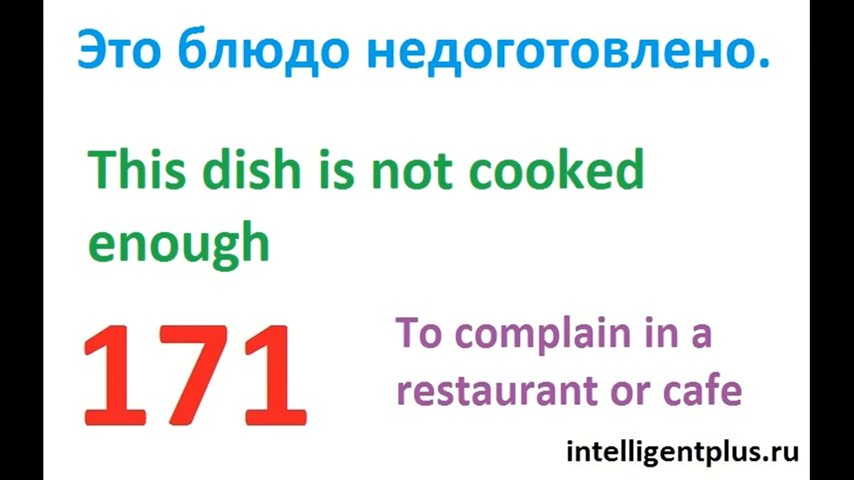 Это блюдо недоготовлено.
This dish is not cooked
enough
171
To complain in a
restaurant or cafe
intelligentplus.ru